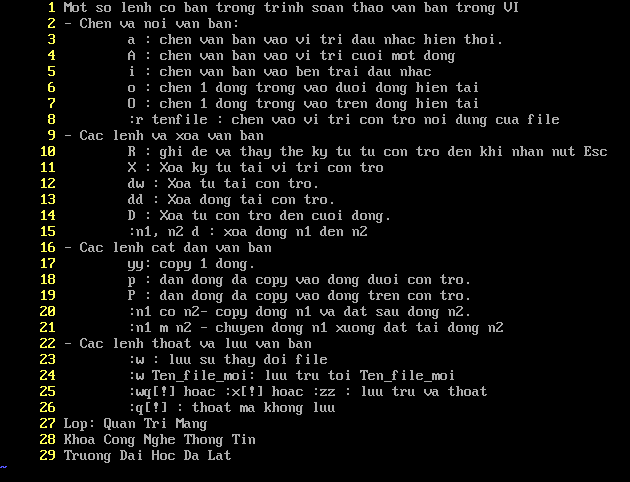 1 Mot so lenh co ban trong trinh soan thao van ban trong VI
2 - Chen va noi van ban:
3 a : chen van ban vao vi tri dau nhac hien thoi.
4 A : chen van ban vao vi tri cuoi mot dong
5 i : chen van ban vao ben trai dau nhac
6 o : chen 1 dong trong vao duoi dong hien tai
7 O : chen 1 dong trong vao tren dong hien tai
8 :r tenfile : chen vao vi tri con tro noi dung cua file
9 - Cac lenh va xoa van ban
10 R : ghi de va thay the ky tu tu con tro den khi nhan nut Esc
11 X : Xoa ky tu tai vi tri con tro
12 dw : Xoa tu tai con tro.
13 dd : Xoa dong tai con tro.
14 D : Xoa tu con tro den cuoi dong.
15 :n1, n2 d : xoa dong n1 den n2
16 - Cac lenh cat dan van ban
17 yy: copy 1 dong.
18 p : dan dong da copy vao dong duoi con tro.
19 P : dan dong da copy vao dong tren con tro.
20 :n1 co n2- copy dong n1 va dat sau dong n2.
21 :n1 m n2 - chuyen dong n1 xuong dat tai dong n2
22 - Cac lenh thoat va luu van ban
23 :w : luu su thay doi file
24 :w Ten_file_moi: luu tru toi Ten_file_moi
25 :wq[!] hoac :x[!] hoac :zz : luu tru va thoat
26 :q[!] : thoat ma khong luu
27 Lop: Quan Tri Mang
28 Khoa Cong Nghe Thong Tin
29 Truong Dai Hoc Da Lat
~